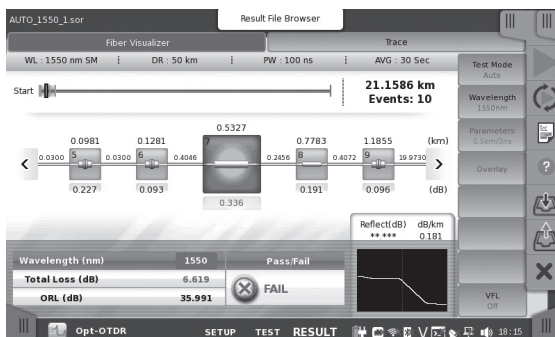 AUTO_1550_1.sor
Result File Browser
Fiber Visualizer
Trace
WL : 1550 nm SM
DR : 50 km
PW : 100 ns
AVG : 30 Sec
Test Mode
Auto
Start
21.1586 km
Events: 10
Wavelength
1550nm
Parameters
0.5km/2ns
Overlay
0.0981
0.1281
0.5327
0.7783
1.1855
(km)
5
6
7
8
9
0.0300
0.0300
0.4046
0.2456
0.4072
19.9730
0.227
0.093
0.336
0.191
0.096
(dB)
Reflect(dB)
dB/km
**.***
0.181
Wavelength (nm)
1550
Pass/Fail
Total Loss (dB)
6.619
ORL (dB)
35.991
FAIL
VFL
Off
Opt-OTDR
SETUP
TEST
RESULT
18:15